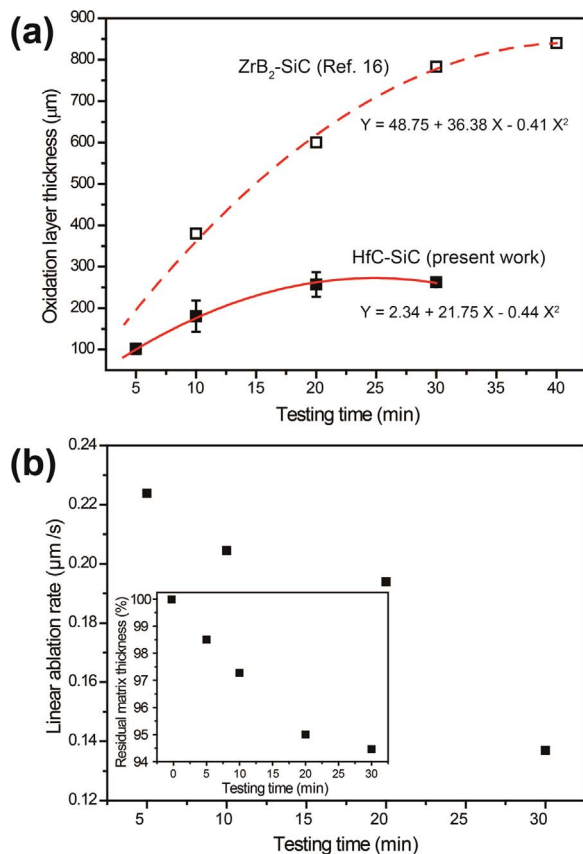 (a)
900
800
700
600
500
400
300
200
100
Oxidation layer thickness (µm)
ZrB₂-SiC (Ref. 16)
Y = 48.75 + 36.38 X - 0.41 X²
HfC-SiC (present work)
Y = 2.34 + 21.75 X - 0.44 X²
5 10 15 20 25 30 35 40
Testing time (min)
(b)
0.24
0.22
0.20
0.18
0.16
0.14
0.12
Linear ablation rate (µm /s)
100
99
98
97
96
95
94
Residual matrix thickness (%)
0 5 10 15 20 25 30
Testing time (min)
5 10 15 20 25 30
Testing time (min)